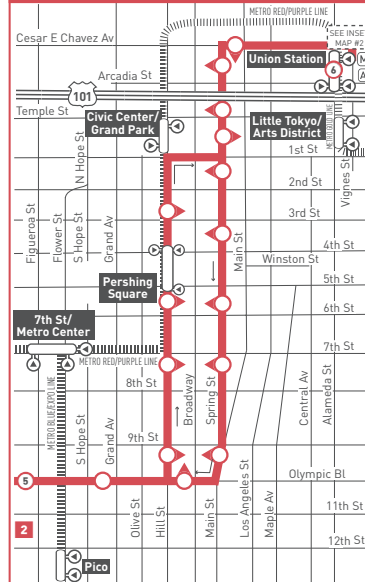 METRO RED/PURPLE LINE
Cesar E Chavez Av
SEE INSET
MAP #2
Union Station
6
M
A
Arcadia St
101
Temple St
Civic Center/
Grand Park
Little Tokyo/
Arts District
METRO GOLD LINE
1st St
N Hope St
2nd St
Figueroa St
Flower St
S Hope St
Grand Av
3rd St
Main St
Vignes St
4th St
Winston St
5th St
Pershing
Square
6th St
7th St/
Metro Center
7th St
METRO RED/PURPLE LINE
8th St
Broadway
Spring St
Central Av
Alameda St
METRO BLUE/EXPO LINE
S Hope St
Grand Av
9th St
Olympic Bl
5
Olive St
Hill St
Main St
Los Angeles St
Maple Av
11th St
2
12th St
Pico